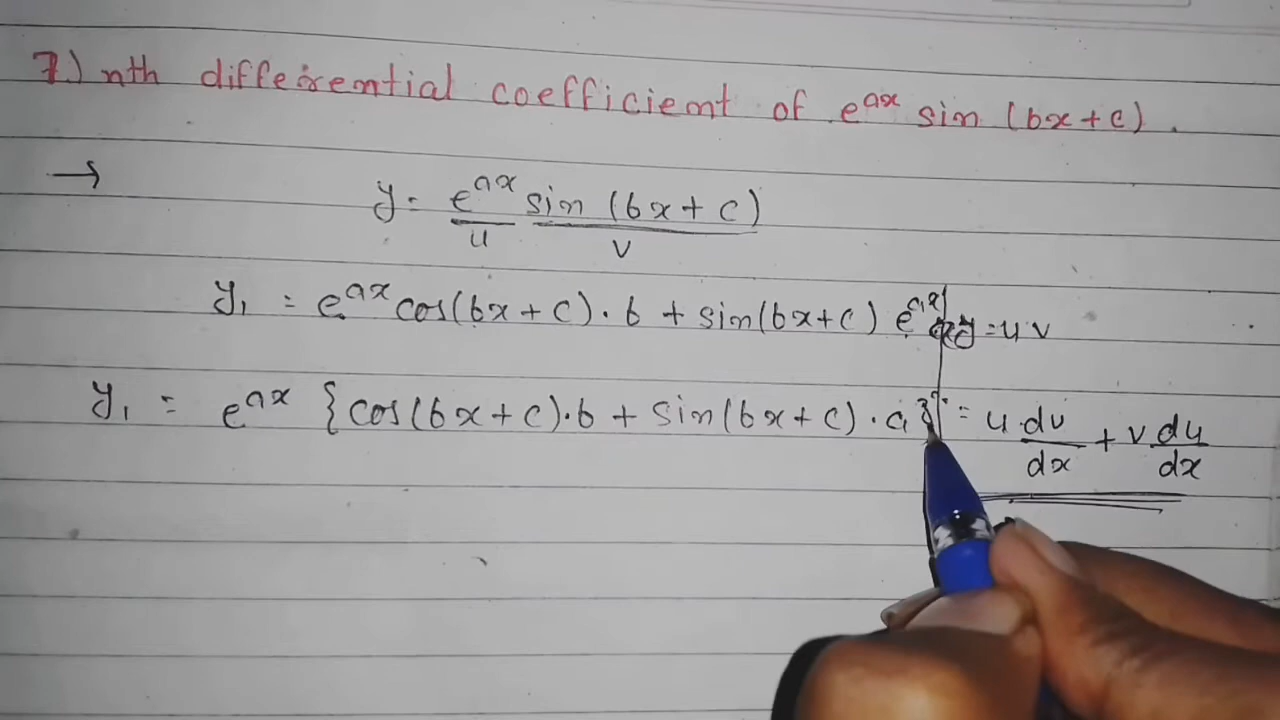 7) nth differential coefficient of e^ax sin (bx + c).
→ y = e^ax sin (bx + c)
u v
y₁ = e^ax cos(bx + c) · b + sin(bx + c) e^ax
y = uv
y₁ = e^ax {cos(bx + c) · b + sin(bx + c) · a}
= u dv/dx + v du/dx